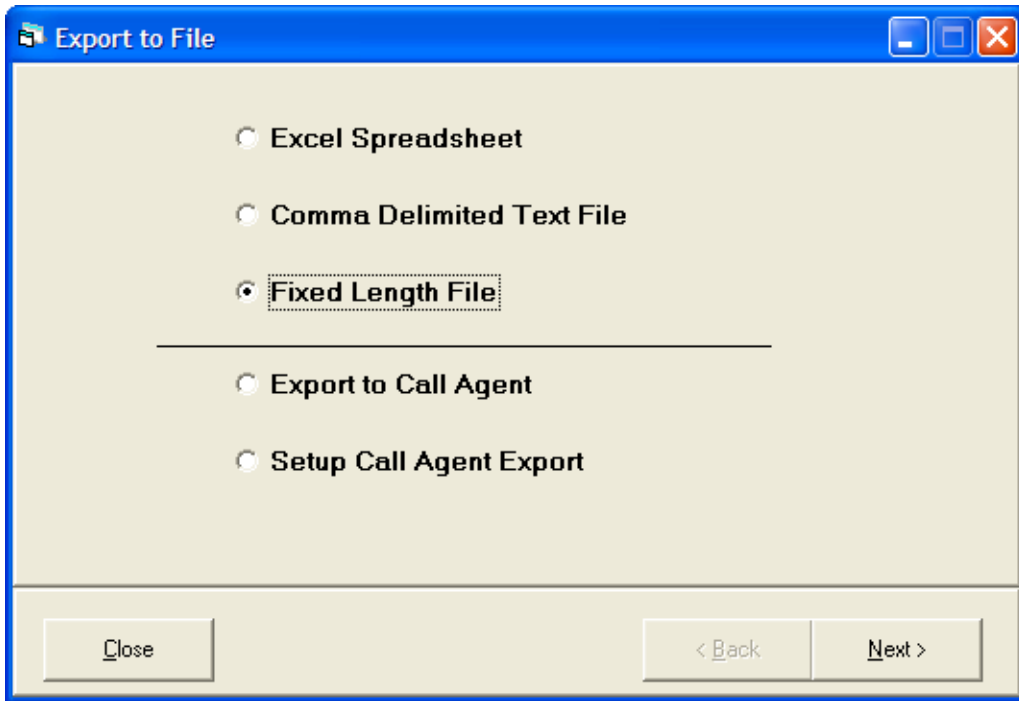 Export to File
Excel Spreadsheet
Comma Delimited Text File
Fixed Length File
Export to Call Agent
Setup Call Agent Export
Close
< Back
Next >